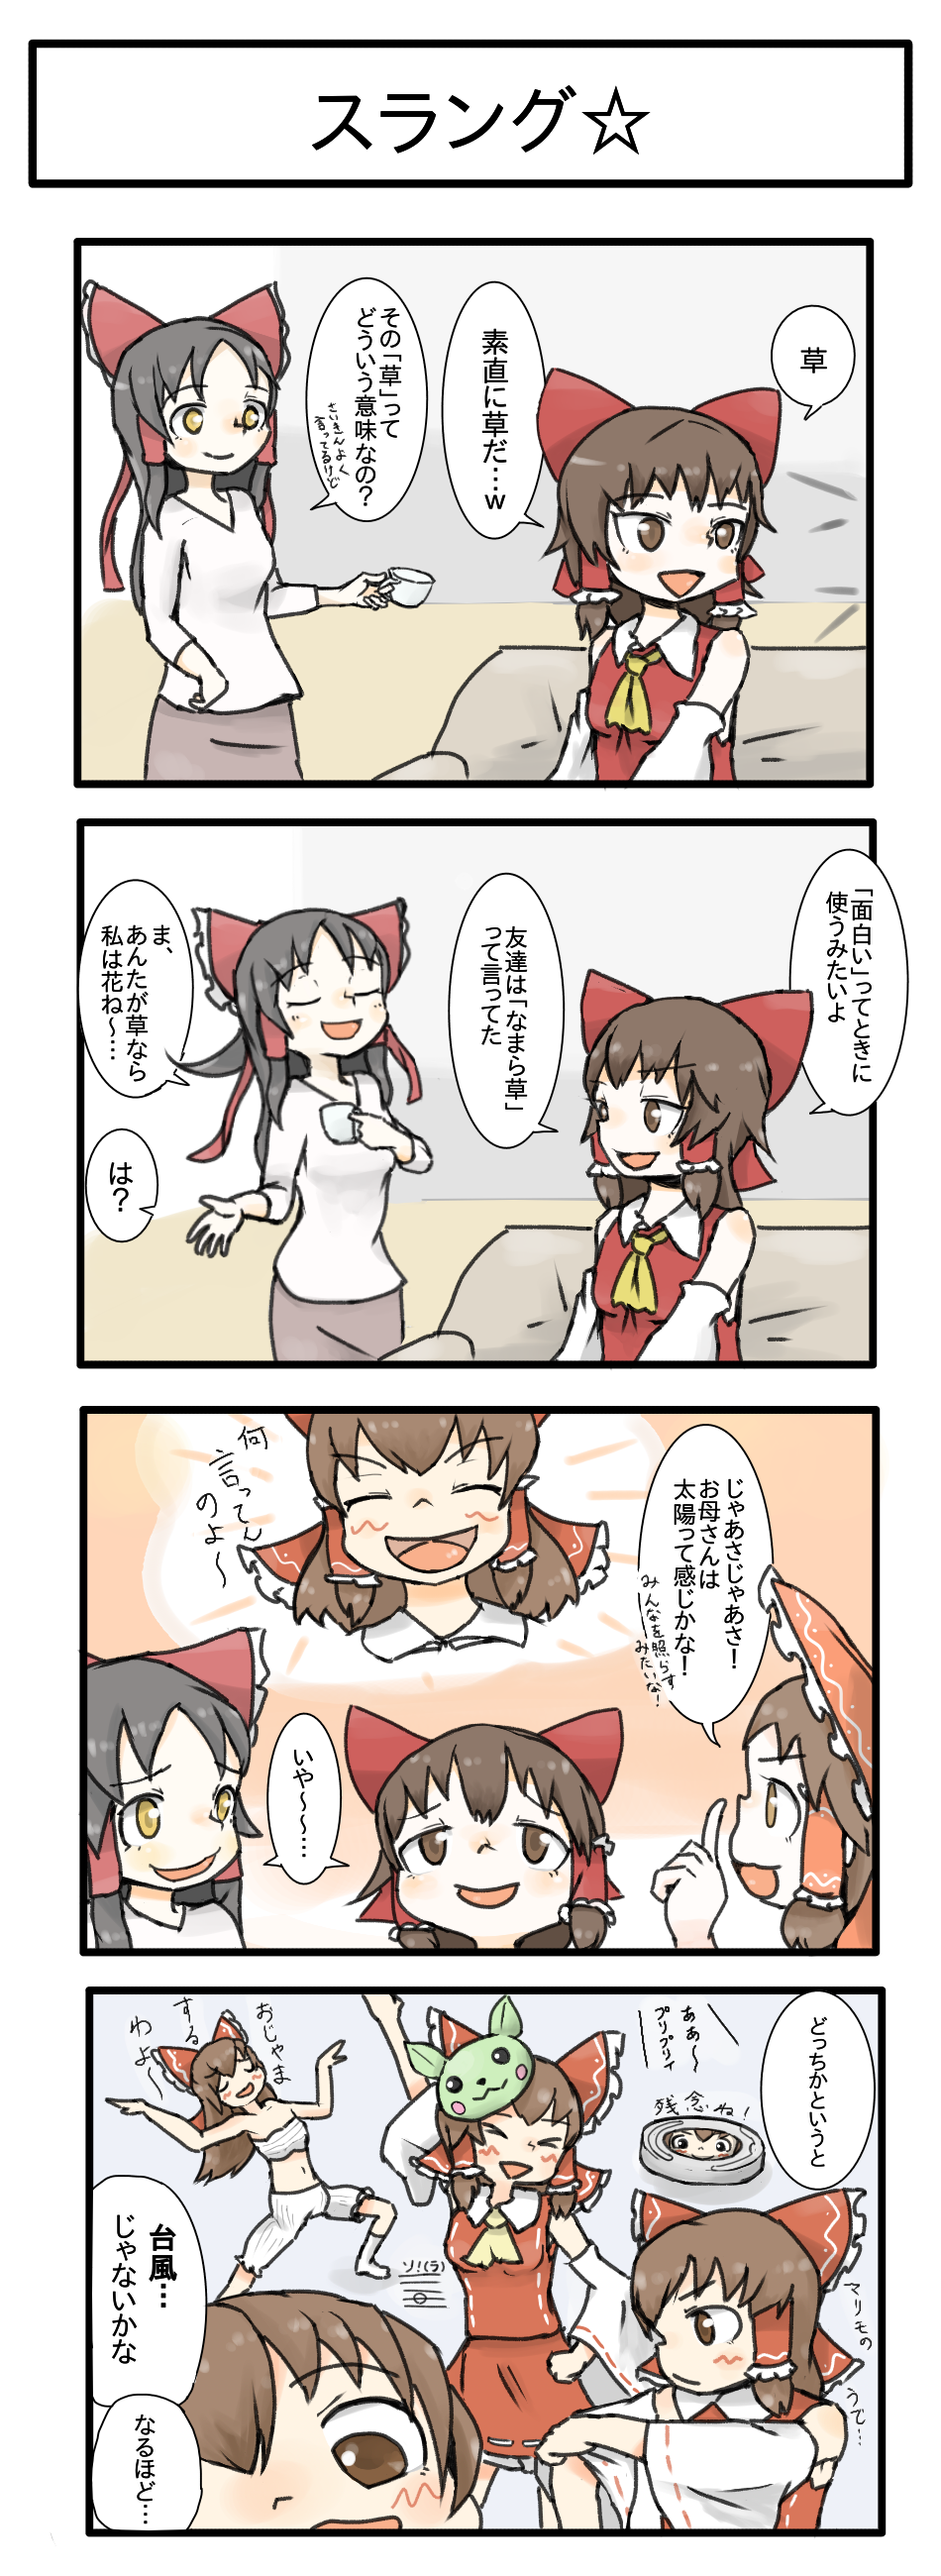 スラング☆
草
素直に草だ…w
その「草」って
どういう意味なの？
さいきんよく
言ってるけど
「面白い」ってときに
使うみたいよ
友達は「なまら草」
って言ってた
ま、
あんたが草なら
私は花ね〜…
は？
じゃあさじゃあさ！
お母さんは
太陽って感じかな！
みんなを照らす
みたいな！
何
言ってん
のよ〜
いや〜〜…
どっちかというと
ああ〜
プリプリィ
残念ね！
おじゃま
する
わよ〜
ソ！(ラ)
マリモの
うで…
台風…
じゃないかな
なるほど…